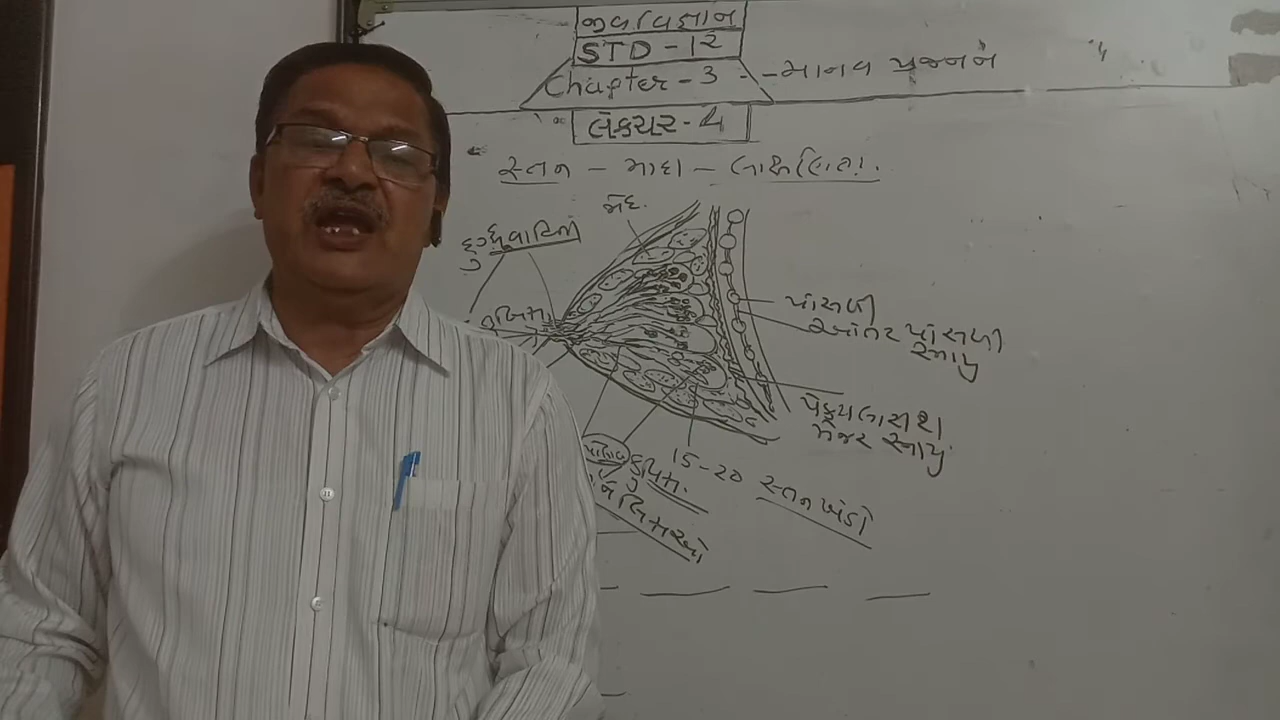 જીવવિજ્ઞાન
STD - 12
Chapter - 3 - માનવ પ્રજનન
લેકચર - 4
સ્તન - માદા - લાક્ષણિકતા.
મેદ.
દુગ્ધવાહિની
પાંસળી
આંતર પાંસળી
સ્નાયુ
પેક્ટોરાલીશ
મેજર સ્નાયુ
15-20 સ્તનખંડો